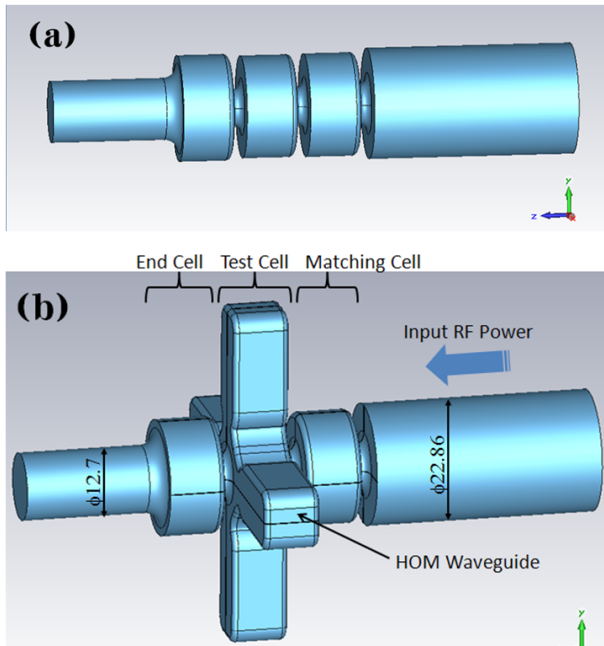 (a)
y
z
x
End Cell Test Cell Matching Cell
(b)
Input RF Power
ϕ12.7
ϕ22.86
HOM Waveguide
y